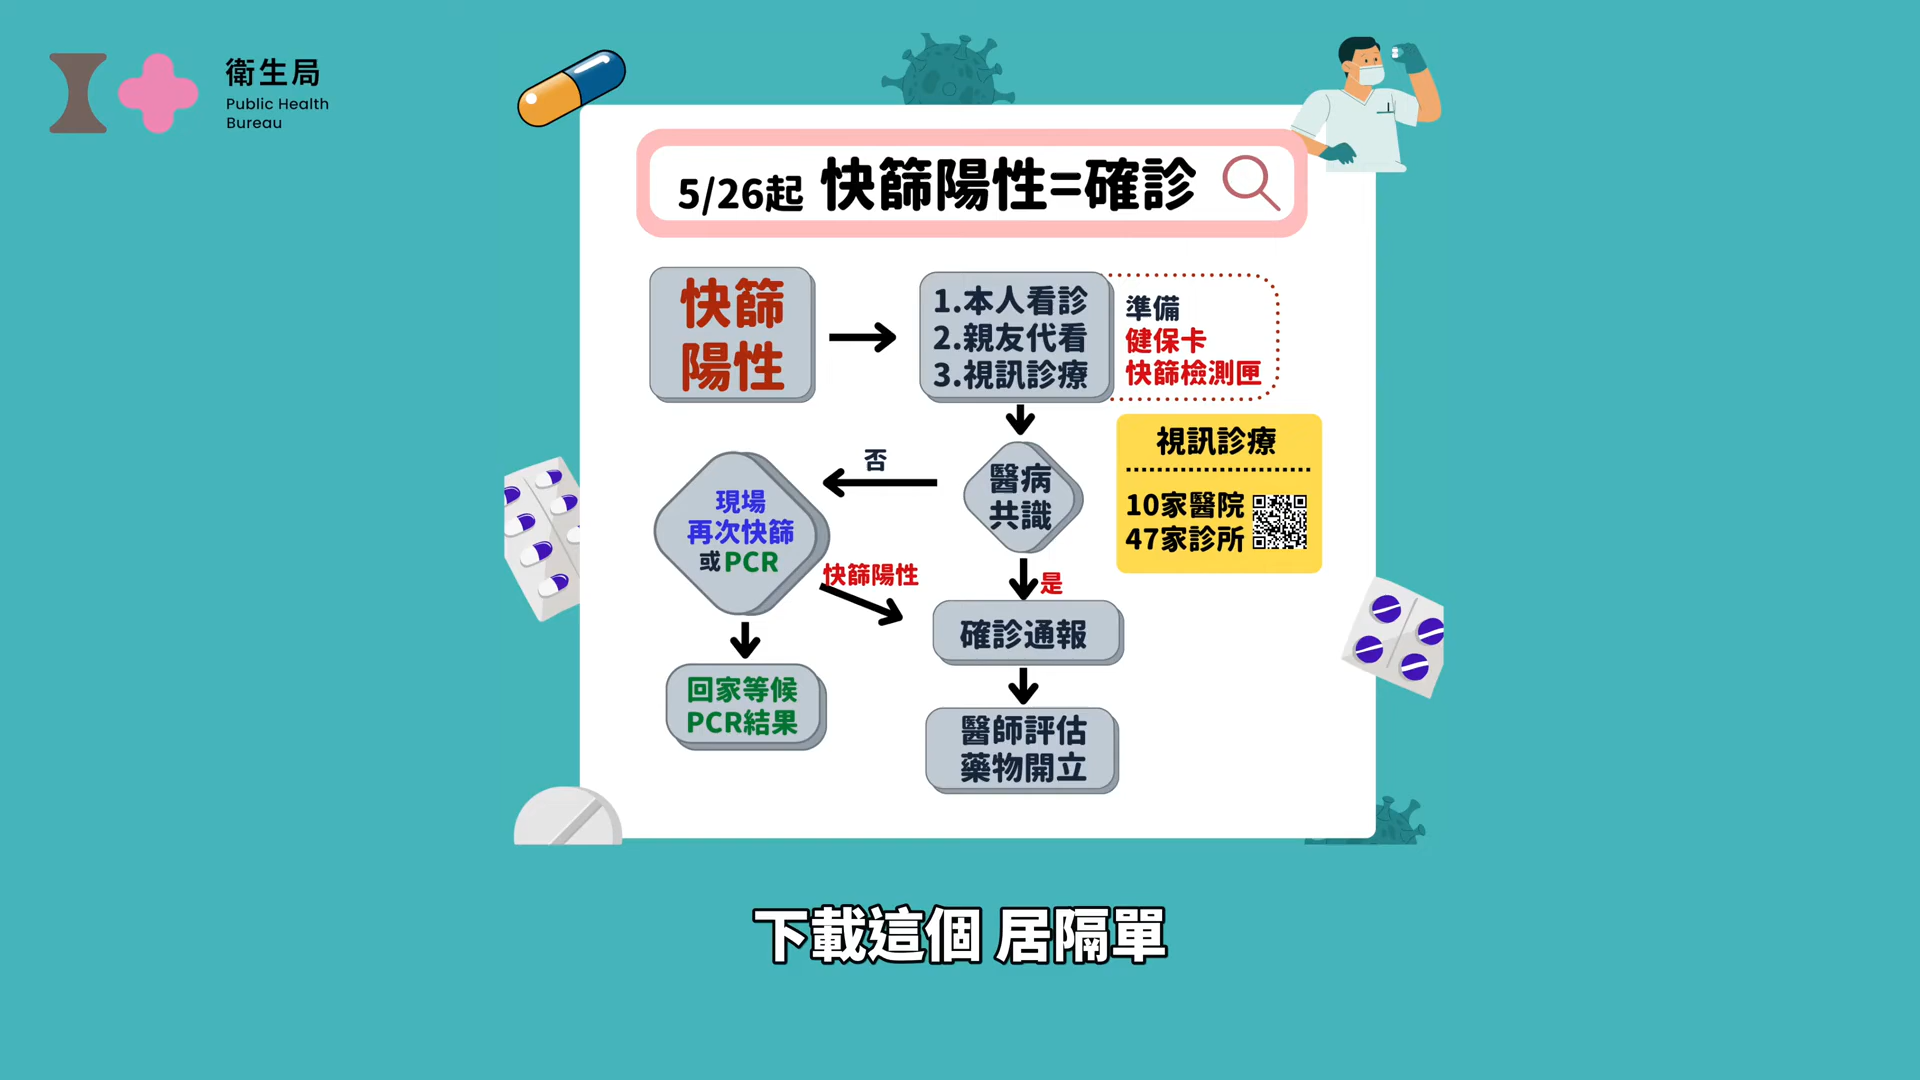 衛生局
Public Health
Bureau
5/26起 快篩陽性=確診
快篩
陽性
1.本人看診
2.親友代看
3.視訊診療
準備
健保卡
快篩檢測匣
視訊診療
10家醫院
47家診所
醫病
共識
否
現場
再次快篩
或PCR
快篩陽性
是
確診通報
回家等候
PCR結果
醫師評估
藥物開立
下載這個 居隔單